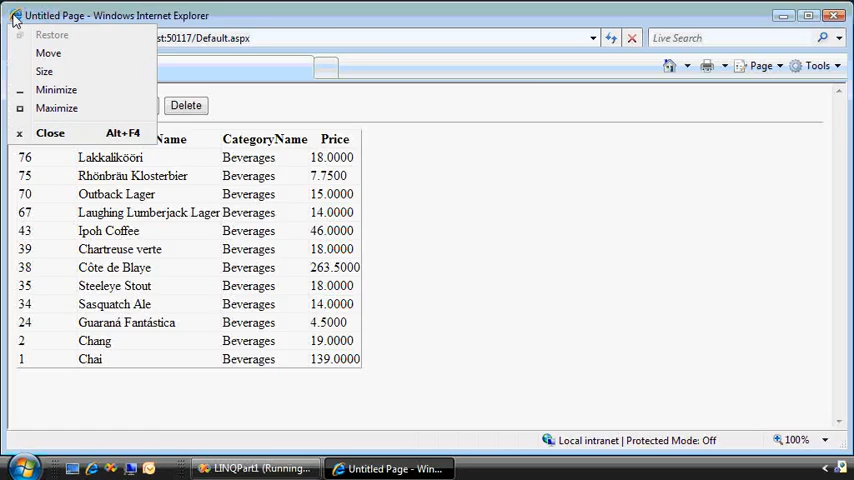 Untitled Page - Windows Internet Explorer
Restore
st:50117/Default.aspx
Live Search
Move
Size
Page
Tools
Minimize
Maximize
Delete
Close Alt+F4
Name CategoryName Price
76 Lakkalikööri Beverages 18.0000
75 Rhönbräu Klosterbier Beverages 7.7500
70 Outback Lager Beverages 15.0000
67 Laughing Lumberjack Lager Beverages 14.0000
43 Ipoh Coffee Beverages 46.0000
39 Chartreuse verte Beverages 18.0000
38 Côte de Blaye Beverages 263.5000
35 Steeleye Stout Beverages 18.0000
34 Sasquatch Ale Beverages 14.0000
24 Guaraná Fantástica Beverages 4.5000
2 Chang Beverages 19.0000
1 Chai Beverages 139.0000
Local intranet | Protected Mode: Off
100%
LINQPart1 (Running...
Untitled Page - Win...